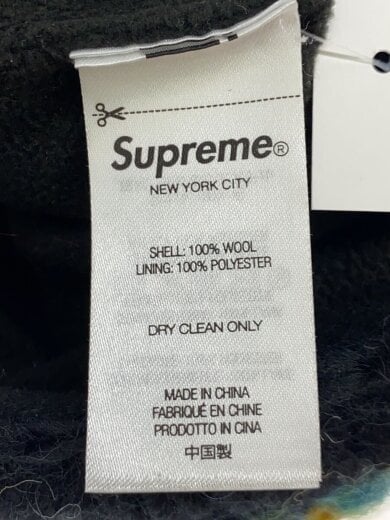 Supreme®
NEW YORK CITY
SHELL: 100% WOOL
LINING: 100% POLYESTER
DRY CLEAN ONLY
MADE IN CHINA
FABRIQUÉ EN CHINE
PRODOTTO IN CINA
中国製